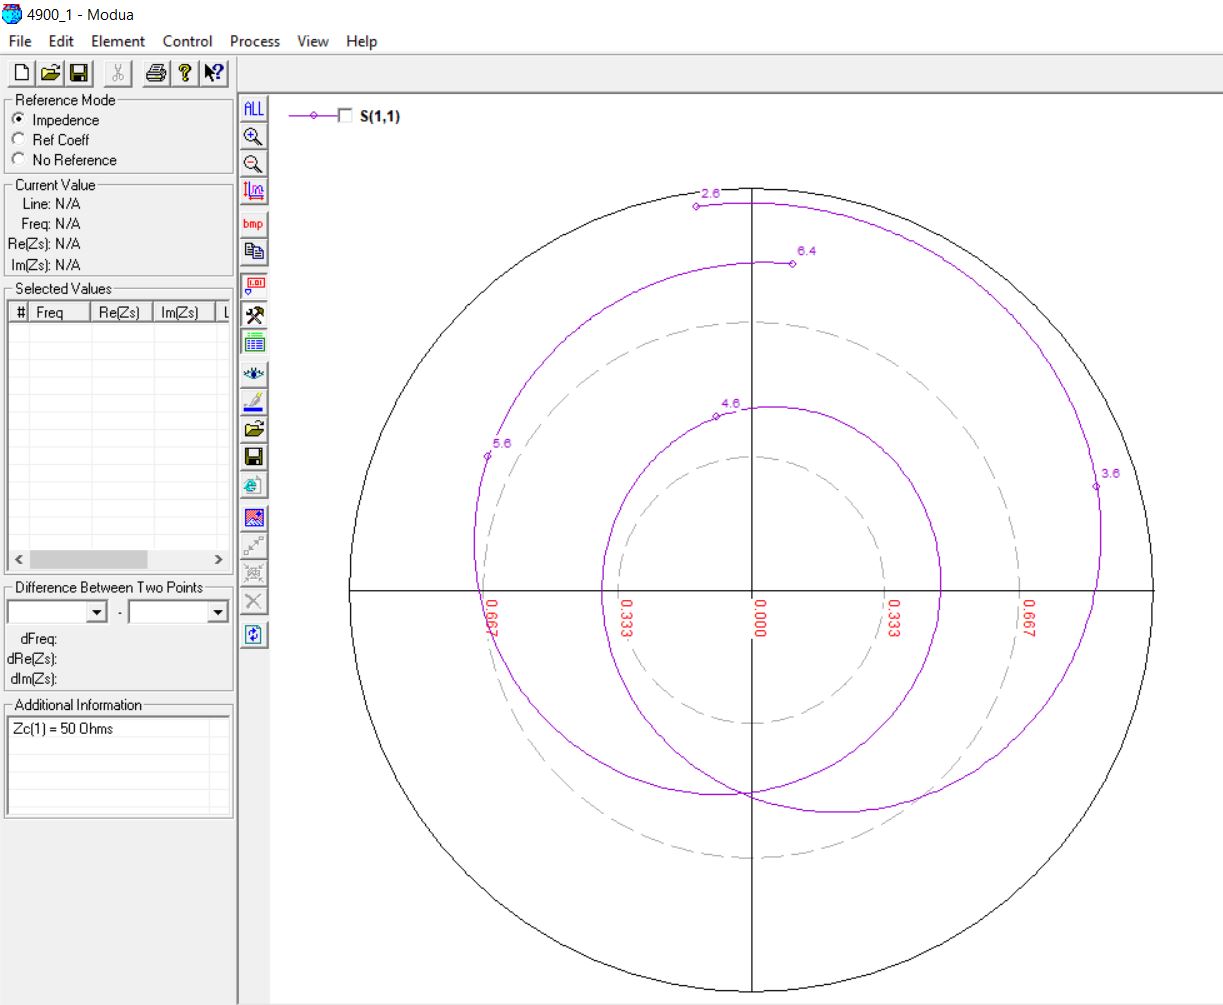 4900_1 - Modua
File Edit Element Control Process View Help
Reference Mode
Impedence
Ref Coeff
No Reference
Current Value
Line: N/A
Freq: N/A
Re(Zs): N/A
Im(Zs): N/A
Selected Values
# Freq Re(Zs) Im(Zs) L
Difference Between Two Points
-
dFreq:
dRe(Zs):
dIm(Zs):
Additional Information
Zc(1) = 50 Ohms
ALL
bmp
1.01
S(1,1)
2.6
6.4
4.6
5.6
3.6
0.667 0.333 0.000 0.333 0.667